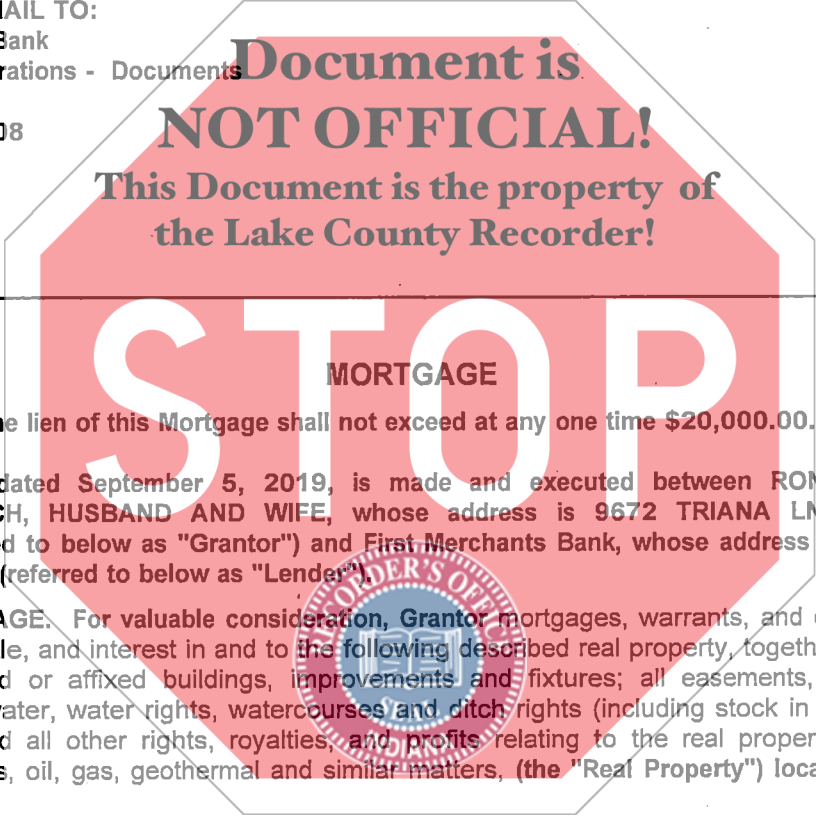 AIL TO:
Bank
rations - Documents
08
Document is
NOT OFFICIAL!
This Document is the property of
the Lake County Recorder!
STOP
MORTGAGE
e lien of this Mortgage shall not exceed at any one time $20,000.00.
dated September 5, 2019, is made and executed between RON
CH, HUSBAND AND WIFE, whose address is 9672 TRIANA LN
d to below as "Grantor") and First Merchants Bank, whose address
(referred to below as "Lender").
AGE. For valuable consideration, Grantor mortgages, warrants, and
le, and interest in and to the following described real property, togeth
d or affixed buildings, improvements and fixtures; all easements,
ater, water rights, watercourses and ditch rights (including stock in
d all other rights, royalties, and profits relating to the real proper
s, oil, gas, geothermal and similar matters, (the "Real Property") loca
RECORDER'S OFFICE
SEAL
INDIANA